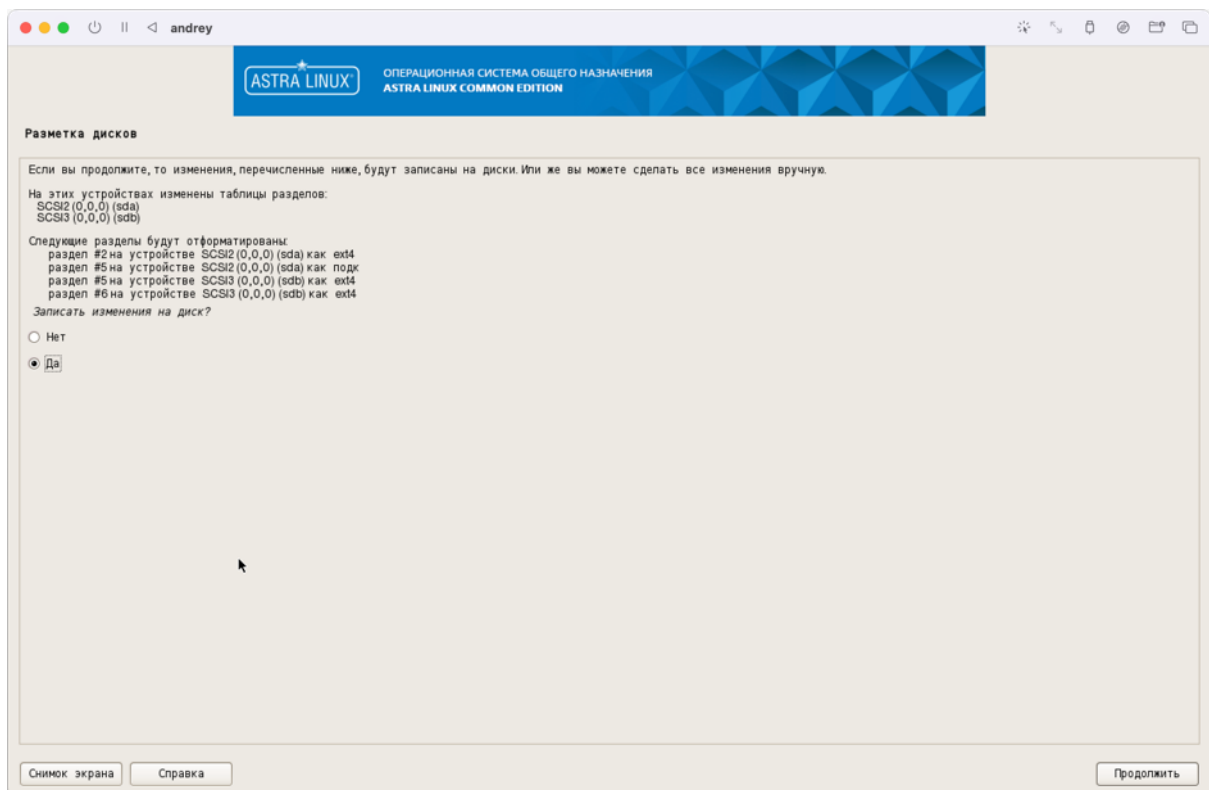 andrey
ASTRA LINUX®
ОПЕРАЦИОННАЯ СИСТЕМА ОБЩЕГО НАЗНАЧЕНИЯ
ASTRA LINUX COMMON EDITION
Разметка дисков
Если вы продолжите, то изменения, перечисленные ниже, будут записаны на диски. Или же вы можете сделать все изменения вручную.
На этих устройствах изменены таблицы разделов:
SCSI2 (0,0,0) (sda)
SCSI3 (0,0,0) (sdb)
Следующие разделы будут отформатированы:
раздел #2 на устройстве SCSI2 (0,0,0) (sda) как ext4
раздел #5 на устройстве SCSI2 (0,0,0) (sda) как подк
раздел #5 на устройстве SCSI3 (0,0,0) (sdb) как ext4
раздел #6 на устройстве SCSI3 (0,0,0) (sdb) как ext4
Записать изменения на диск?
Нет
Да
Снимок экрана
Справка
Продолжить